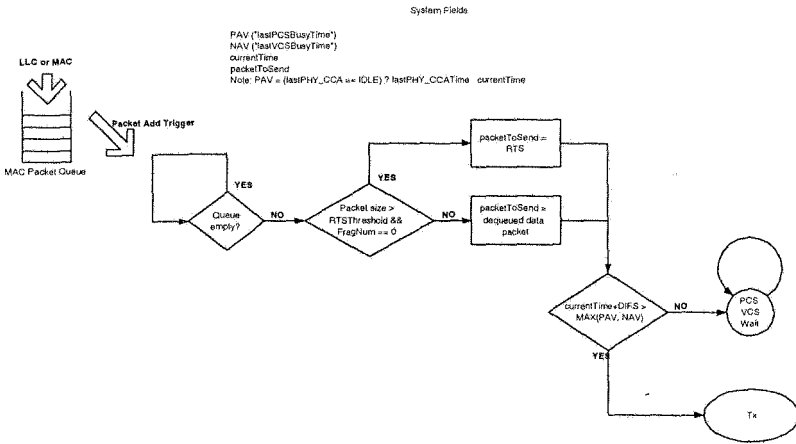 System Fields
PAV ("lastPCSBusyTime")
NAV ("lastVCSBusyTime")
currentTime
packetToSend
Note: PAV = (lastPHY_CCA == IDLE) ? lastPHY_CCATime : currentTime
LLC or MAC
Packet Add Trigger
MAC Packet Queue
YES
Queue
empty?
NO
YES
Packet size >
RTSThreshold &&
FragNum == 0
NO
packetToSend =
RTS
packetToSend =
dequeued data
packet
currentTime+DIFS >
MAX(PAV, NAV)
NO
PCS
VCS
Wait
YES
Tx